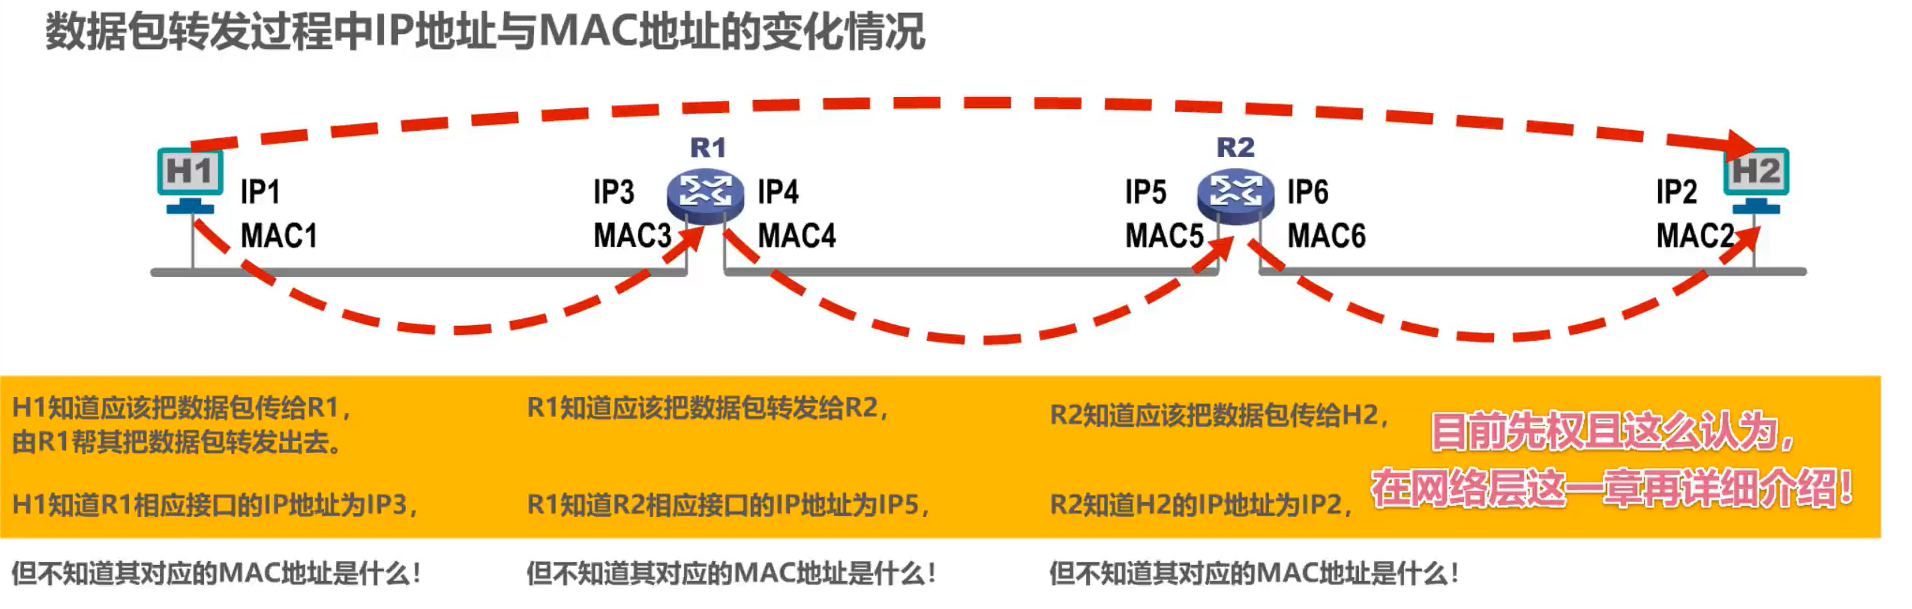 数据包转发过程中IP地址与MAC地址的变化情况
R1
R2
H1
H2
IP1
IP3
IP4
IP5
IP6
IP2
MAC1
MAC3
MAC4
MAC5
MAC6
MAC2
H1知道应该把数据包传给R1，
由R1帮其把数据包转发出去。
R1知道应该把数据包转发给R2，
R2知道应该把数据包传给H2，
目前先权且这么认为，
在网络层这一章再详细介绍！
H1知道R1相应接口的IP地址为IP3，
R1知道R2相应接口的IP地址为IP5，
R2知道H2的IP地址为IP2，
但不知道其对应的MAC地址是什么！
但不知道其对应的MAC地址是什么！
但不知道其对应的MAC地址是什么！